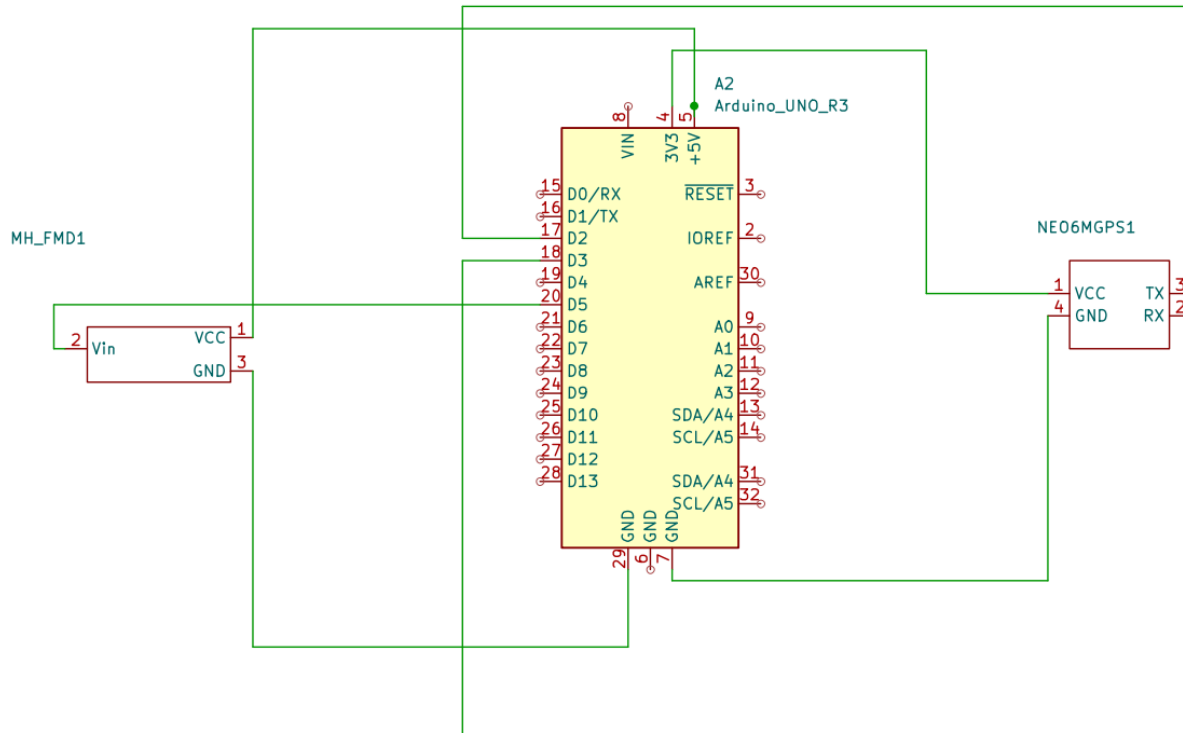 A2
Arduino_UNO_R3
8
4
5
VIN
3V3
+5V
15 D0/RX
RESET 3
16 D1/TX
17 D2
IOREF 2
MH_FMD1
NEO6MGPS1
18 D3
19 D4
AREF 30
20 D5
1 VCC
TX 3
4 GND
RX 2
21 D6
A0 9
VCC 1
2 Vin
22 D7
A1 10
GND 3
23 D8
A2 11
24 D9
A3 12
25 D10
SDA/A4 13
26 D11
SCL/A5 14
27 D12
28 D13
SDA/A4 31
SCL/A5 32
GND
GND
GND
29
6
7